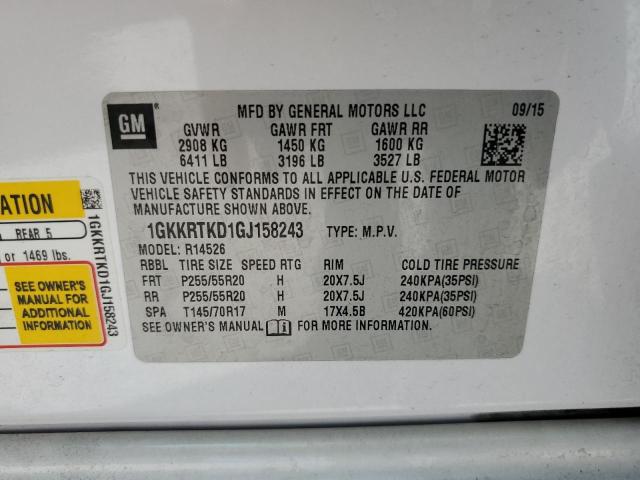 GM
MFD BY GENERAL MOTORS LLC 09/15
GVWR GAWR FRT GAWR RR
2908 KG 1450 KG 1600 KG
6411 LB 3196 LB 3527 LB
THIS VEHICLE CONFORMS TO ALL APPLICABLE U.S. FEDERAL MOTOR
VEHICLE SAFETY STANDARDS IN EFFECT ON THE DATE OF
MANUFACTURE SHOWN ABOVE.
1GKKRTKD1GJ158243 TYPE: M.P.V.
MODEL: R14526
RBBL TIRE SIZE SPEED RTG RIM COLD TIRE PRESSURE
FRT P255/55R20 H 20X7.5J 240KPA(35PSI)
RR P255/55R20 H 20X7.5J 240KPA(35PSI)
SPA T145/70R17 M 17X4.5B 420KPA(60PSI)
SEE OWNER'S MANUAL i FOR MORE INFORMATION.
ATION
REAR 5
or 1469 lbs.
SEE OWNER'S
MANUAL FOR
ADDITIONAL
INFORMATION
1GKKRTKD1GJ158243